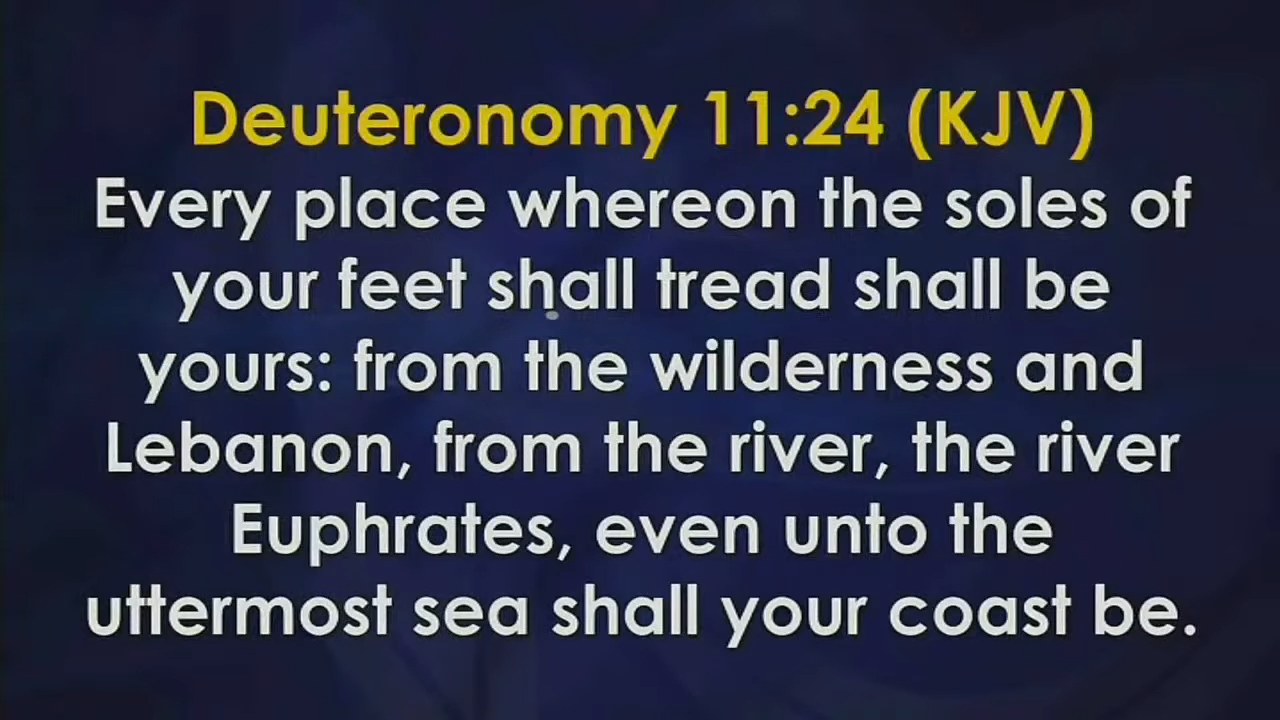 Deuteronomy 11:24 (KJV)
Every place whereon the soles of
your feet shall tread shall be
yours: from the wilderness and
Lebanon, from the river, the river
Euphrates, even unto the
uttermost sea shall your coast be.